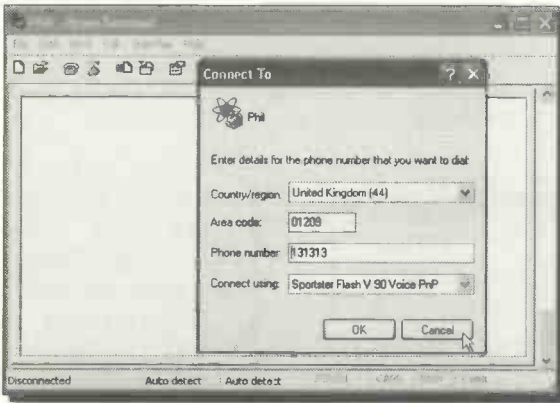 Connect To
Phil
Enter details for the phone number that you want to dial:
Country/region: United Kingdom (44)
Area code: 01209
Phone number: 131313
Connect using: Sportster Flash V 90 Voice PnP
OK Cancel
Disconnected Auto detect Auto detect